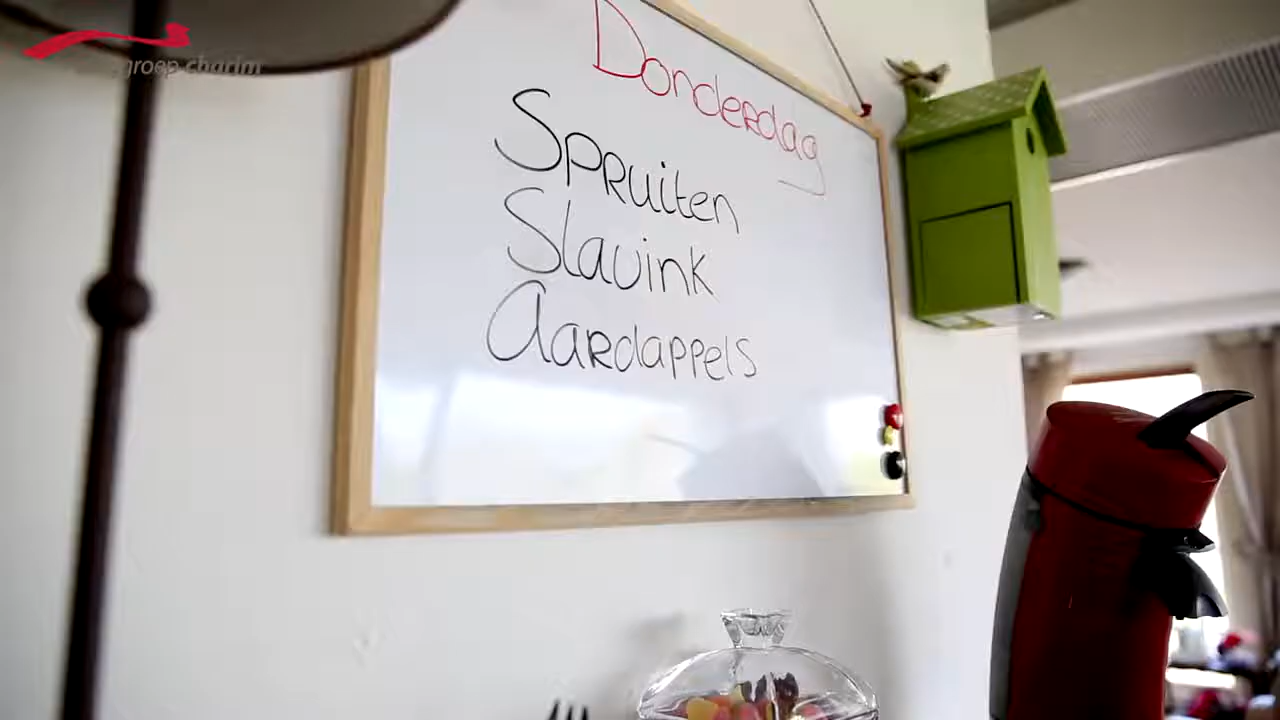 groep charim
Donderdag
Spruiten
Slavink
Aardappels